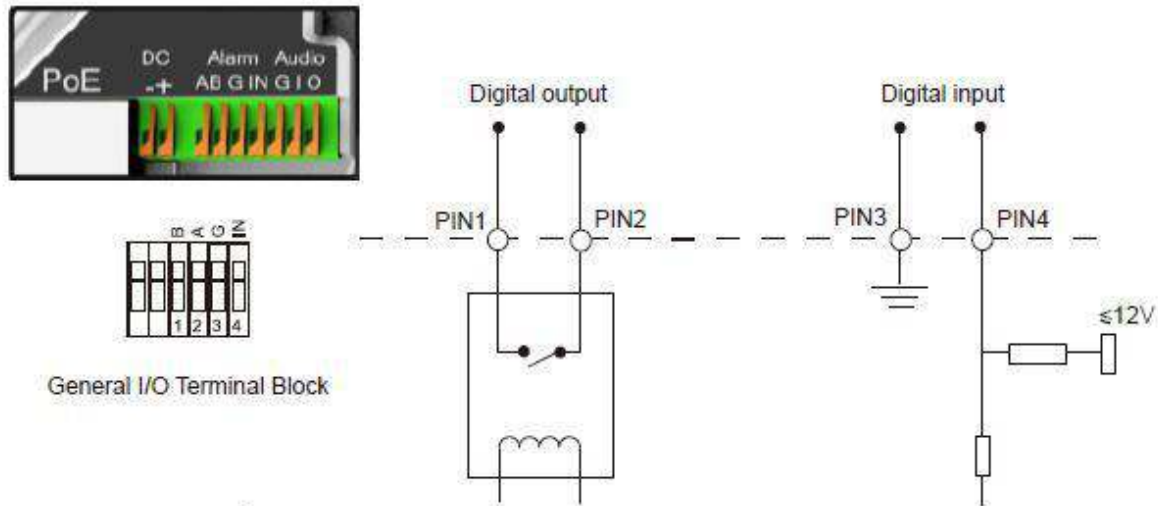 DC Alarm Audio
PoE -+ AB G IN G I O
Digital output
Digital input
PIN1
PIN2
PIN3
PIN4
B A G IN
1 2 3 4
≤12V
General I/O Terminal Block